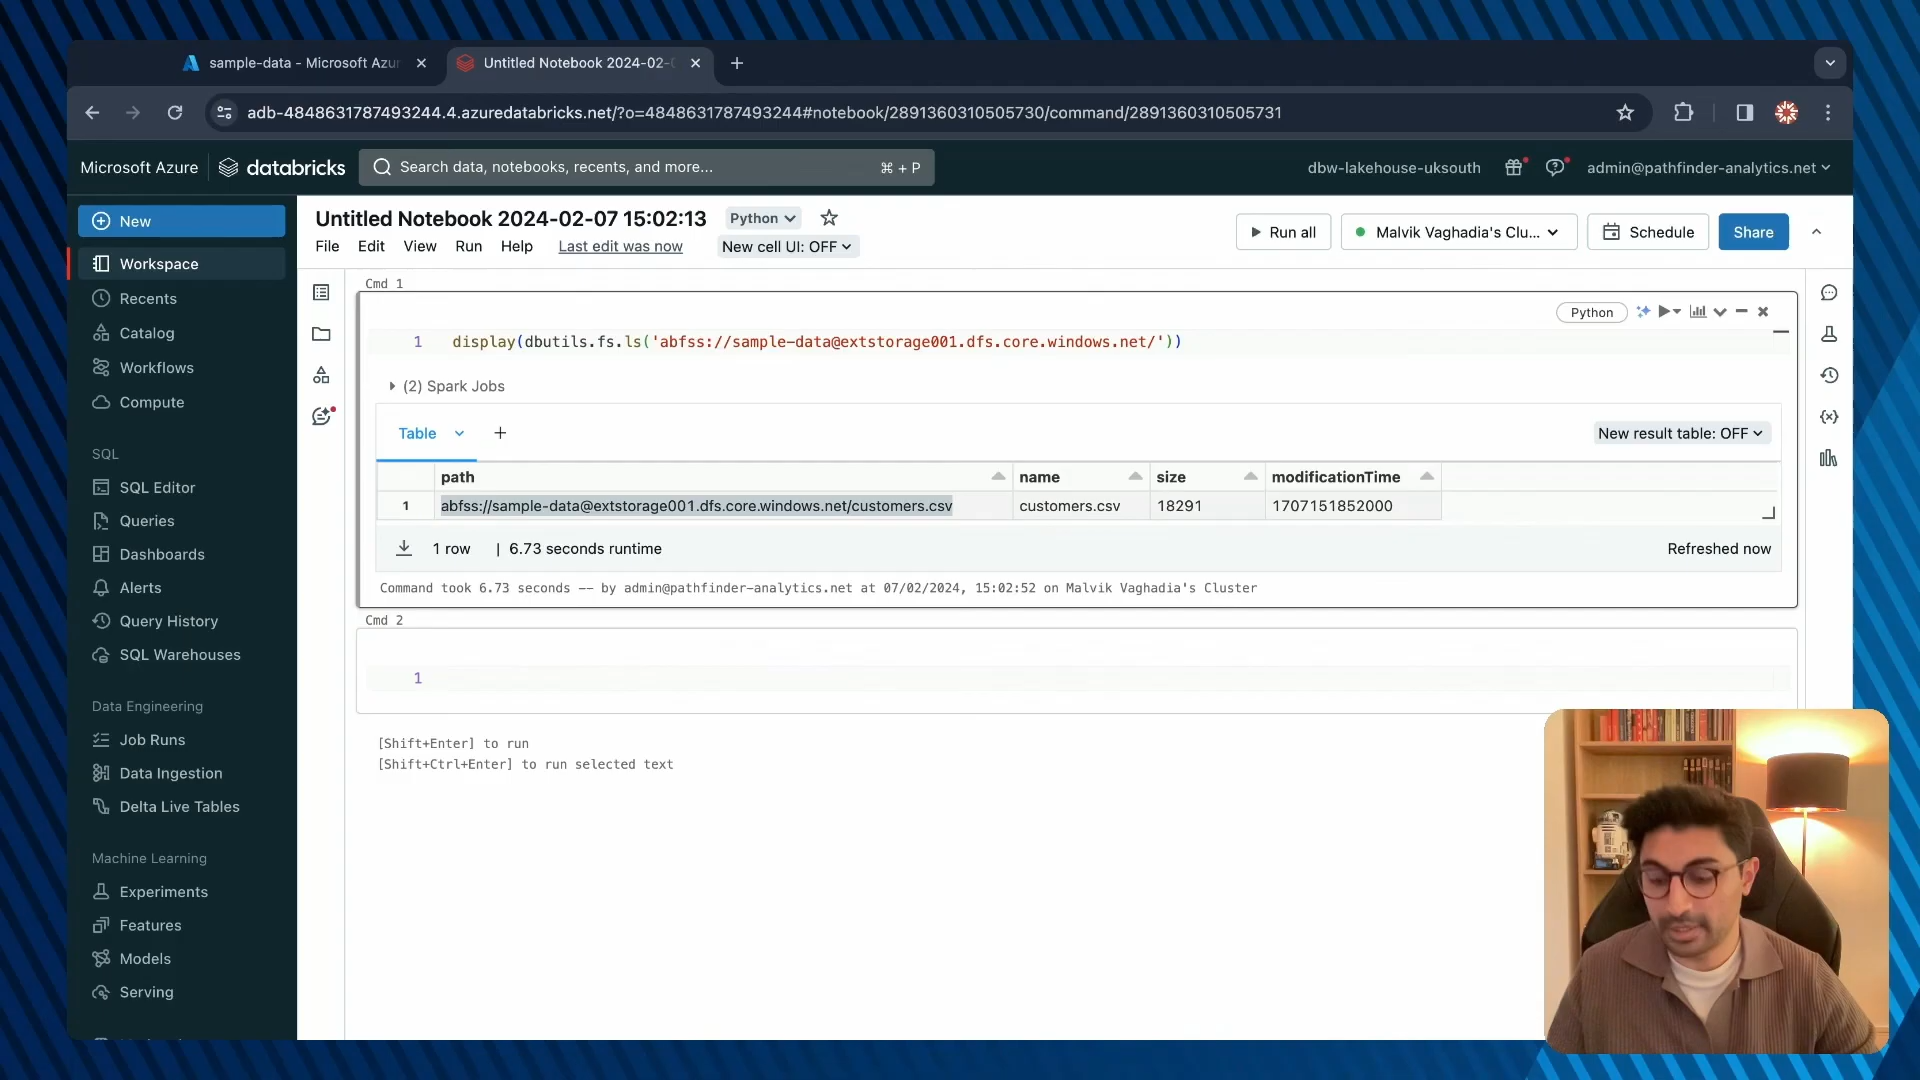 sample-data - Microsoft Azur
Untitled Notebook 2024-02-
adb-4848631787493244.4.azuredatabricks.net/?o=4848631787493244#notebook/2891360310505730/command/2891360310505731
Microsoft Azure
databricks
Search data, notebooks, recents, and more...
⌘ + P
dbw-lakehouse-uksouth
admin@pathfinder-analytics.net
New
Workspace
Recents
Catalog
Workflows
Compute
SQL
SQL Editor
Queries
Dashboards
Alerts
Query History
SQL Warehouses
Data Engineering
Job Runs
Data Ingestion
Delta Live Tables
Machine Learning
Experiments
Features
Models
Serving
Untitled Notebook 2024-02-07 15:02:13
Python
File Edit View Run Help Last edit was now New cell UI: OFF
Run all
Malvik Vaghadia's Clu...
Schedule
Share
Cmd 1
Python
1 display(dbutils.fs.ls('abfss://sample-data@extstorage001.dfs.core.windows.net/'))
(2) Spark Jobs
Table
New result table: OFF
path name size modificationTime
1 abfss://sample-data@extstorage001.dfs.core.windows.net/customers.csv customers.csv 18291 1707151852000
1 row | 6.73 seconds runtime
Refreshed now
Command took 6.73 seconds -- by admin@pathfinder-analytics.net at 07/02/2024, 15:02:52 on Malvik Vaghadia's Cluster
Cmd 2
1
[Shift+Enter] to run
[Shift+Ctrl+Enter] to run selected text